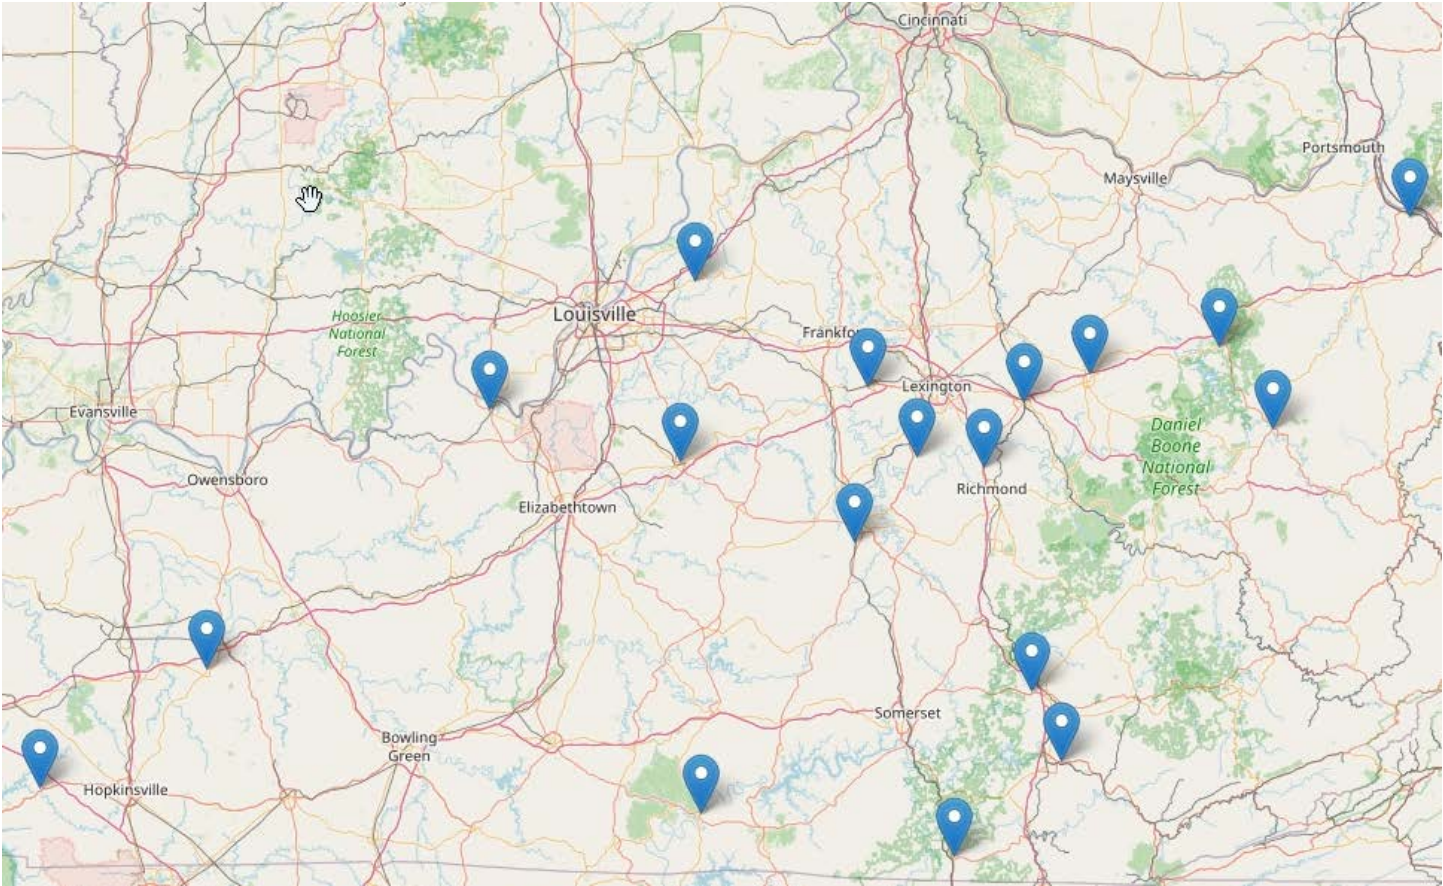 Cincinnati
Portsmouth
Maysville
Louisville
Hoosier
National
Forest
Frankfo
Lexington
Evansville
Daniel
Boone
National
Forest
Owensboro
Richmond
Elizabethtown
Somerset
Bowling
Green
Hopkinsville